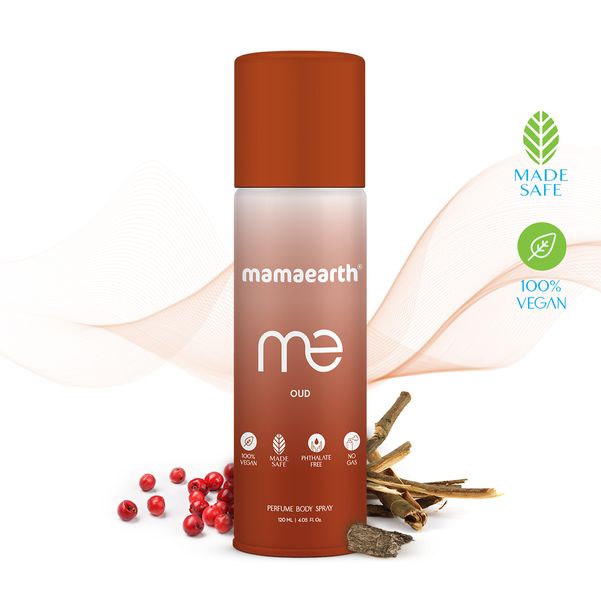 mamaearth®
me
OUD
100%
VEGAN
MADE
SAFE
PHTHALATE
FREE
NO
GAS
PERFUME BODY SPRAY
120 ML | 4.05 Fl. Oz.
MADE
SAFE
100%
VEGAN